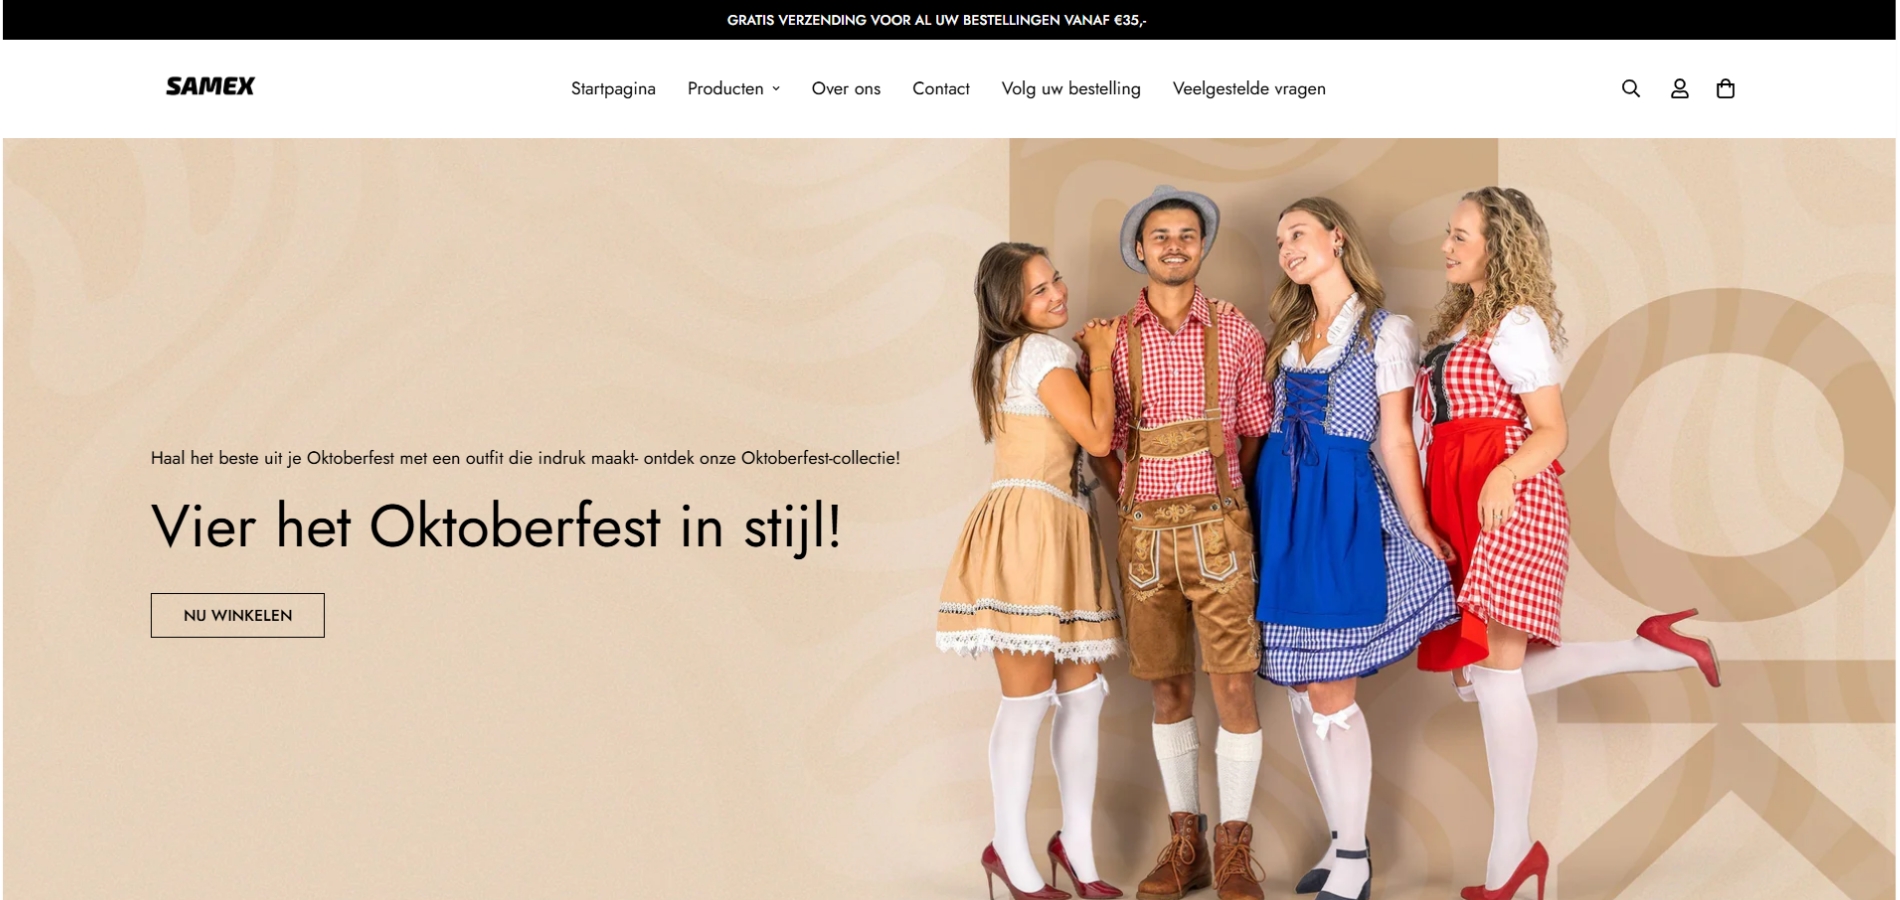 GRATIS VERZENDING VOOR AL UW BESTELLINGEN VANAF €35,-
SAMEX
Startpagina
Producten
Over ons
Contact
Volg uw bestelling
Veelgestelde vragen
Haal het beste uit je Oktoberfest met een outfit die indruk maakt- ontdek onze Oktoberfest-collectie!
Vier het Oktoberfest in stijl!
NU WINKELEN